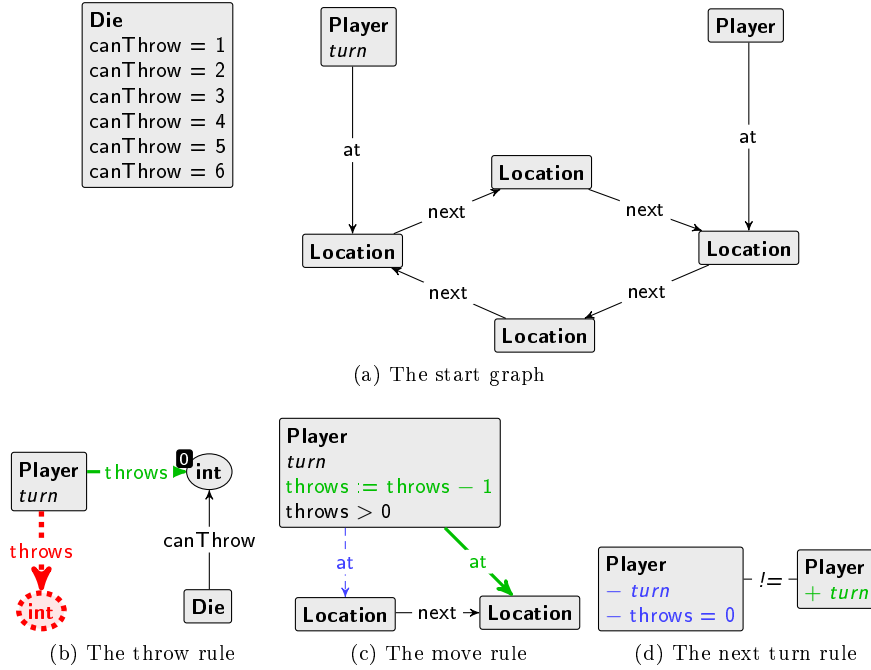 Die
canThrow = 1
canThrow = 2
canThrow = 3
canThrow = 4
canThrow = 5
canThrow = 6
Player
turn
Player
at
at
Location
next
next
Location
Location
next
next
Location
(a) The start graph
Player
turn
throws
0
int
throws
canThrow
int
Die
(b) The throw rule
Player
turn
throws := throws − 1
throws > 0
at
at
Location
next
Location
(c) The move rule
Player
− turn
− throws = 0
!=
Player
+ turn
(d) The next turn rule